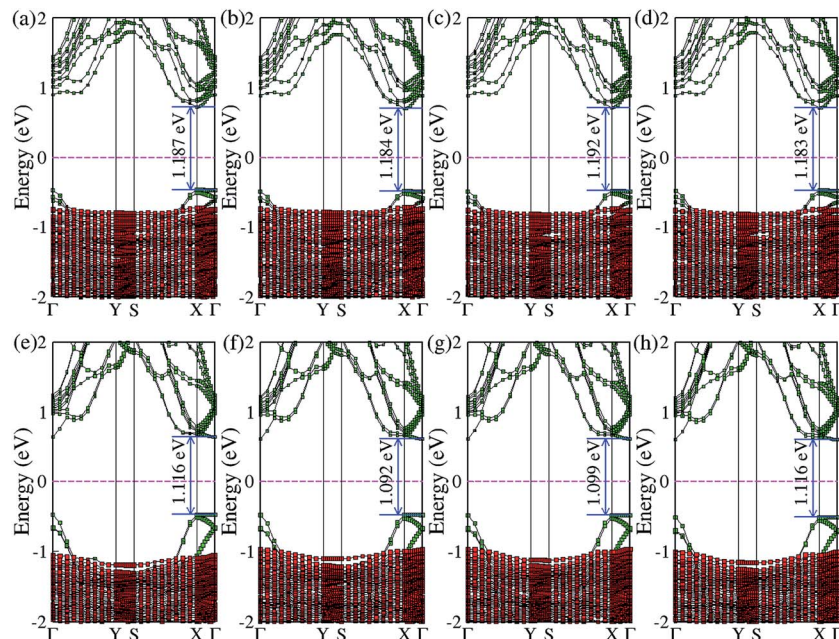 (a) 2 (b) 2 (c) 2 (d) 2
1 1 1 1
Energy (eV) 0 1.187 eV Energy (eV) 0 1.184 eV Energy (eV) 0 1.192 eV Energy (eV) 0 1.183 eV
-1 -1 -1 -1
-2 -2 -2 -2
Γ Y S X Γ Γ Y S X Γ Γ Y S X Γ Γ Y S X Γ
(e) 2 (f) 2 (g) 2 (h) 2
1 1 1 1
Energy (eV) 0 1.116 eV Energy (eV) 0 1.092 eV Energy (eV) 0 1.099 eV Energy (eV) 0 1.116 eV
-1 -1 -1 -1
-2 -2 -2 -2
Γ Y S X Γ Γ Y S X Γ Γ Y S X Γ Γ Y S X Γ